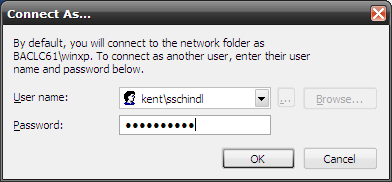 Connect As...
By default, you will connect to the network folder as
BACLC61\winxp. To connect as another user, enter their user
name and password below.
User name: kent\sschindl ... Browse...
Password: ●●●●●●●●●●
OK Cancel